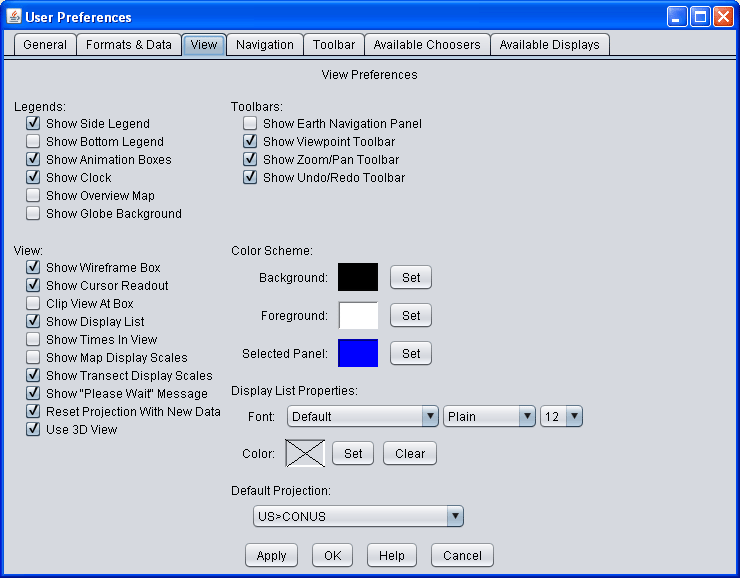 User Preferences
General Formats & Data View Navigation Toolbar Available Choosers Available Displays
View Preferences
Legends:
Show Side Legend
Show Bottom Legend
Show Animation Boxes
Show Clock
Show Overview Map
Show Globe Background
Toolbars:
Show Earth Navigation Panel
Show Viewpoint Toolbar
Show Zoom/Pan Toolbar
Show Undo/Redo Toolbar
View:
Show Wireframe Box
Show Cursor Readout
Clip View At Box
Show Display List
Show Times In View
Show Map Display Scales
Show Transect Display Scales
Show "Please Wait" Message
Reset Projection With New Data
Use 3D View
Color Scheme:
Background: Set
Foreground: Set
Selected Panel: Set
Display List Properties:
Font: Default Plain 12
Color: Set Clear
Default Projection:
US>CONUS
Apply OK Help Cancel